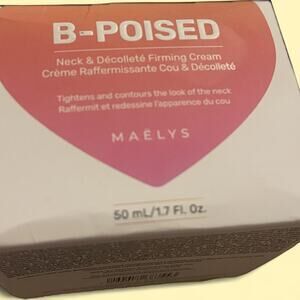 B-POISED
Neck & Décolleté Firming Cream
Crème Raffermissante Cou & Décolleté
Tightens and contours the look of the neck
Raffermit et redessine l'apparence du cou
MAËLYS
50 mL/1.7 Fl. Oz.